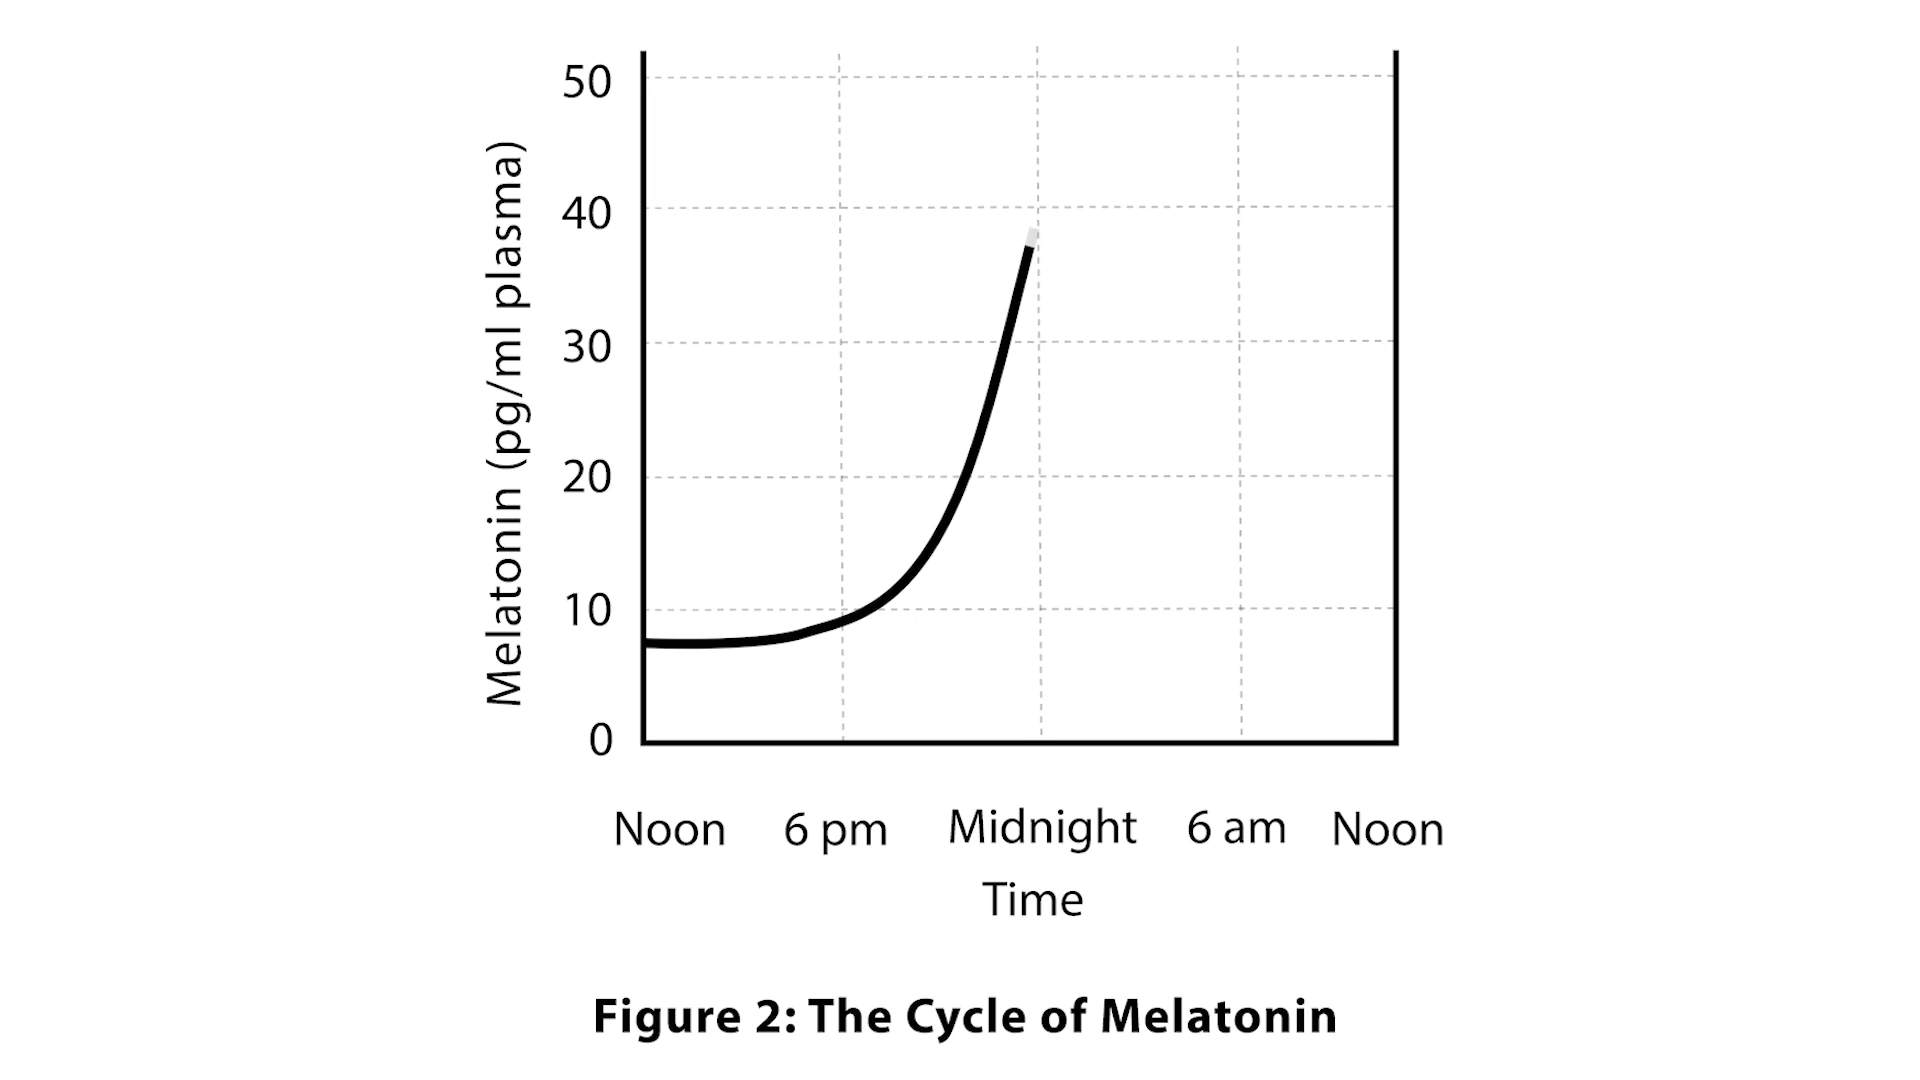 50
40
30
20
10
0
Melatonin (pg/ml plasma)
Noon 6 pm Midnight 6 am Noon
Time
Figure 2: The Cycle of Melatonin